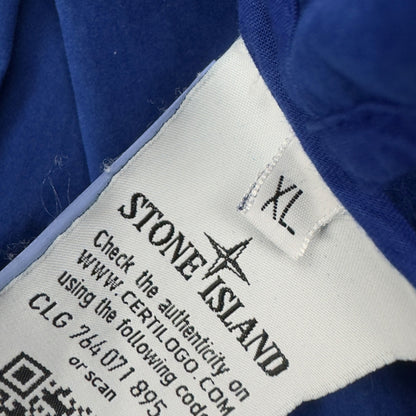 XL
STONE ISLAND
Check the authenticity on
WWW.CERTILOGO.COM
using the following code
CLG 764 071 895
or scan